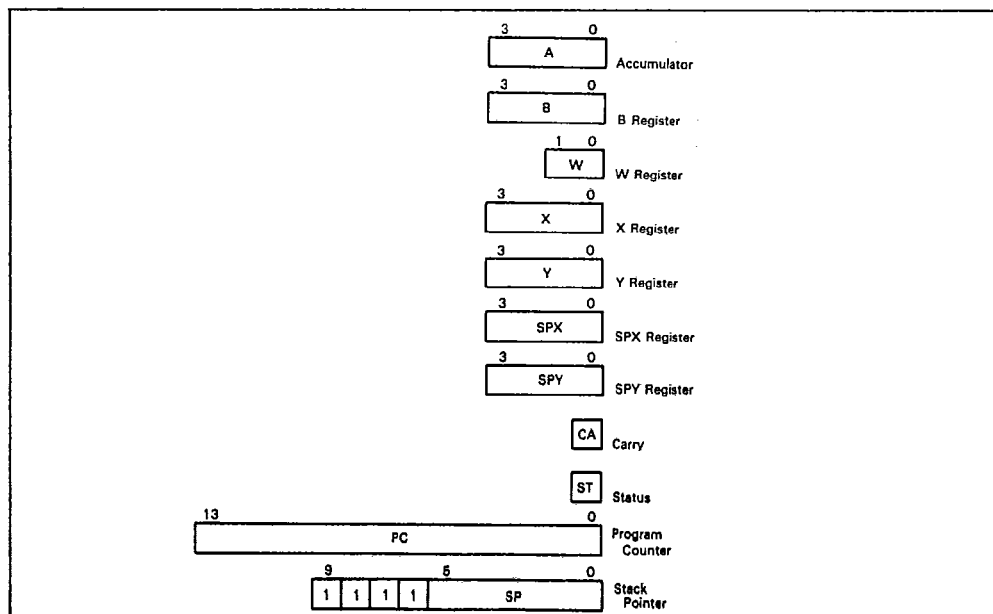 3 0
A
Accumulator
3 0
B
B Register
1 0
W
W Register
3 0
X
X Register
3 0
Y
Y Register
3 0
SPX
SPX Register
3 0
SPY
SPY Register
CA
Carry
ST
Status
13 0
PC
Program
Counter
9 5 0
1 1 1 1 SP
Stack
Pointer